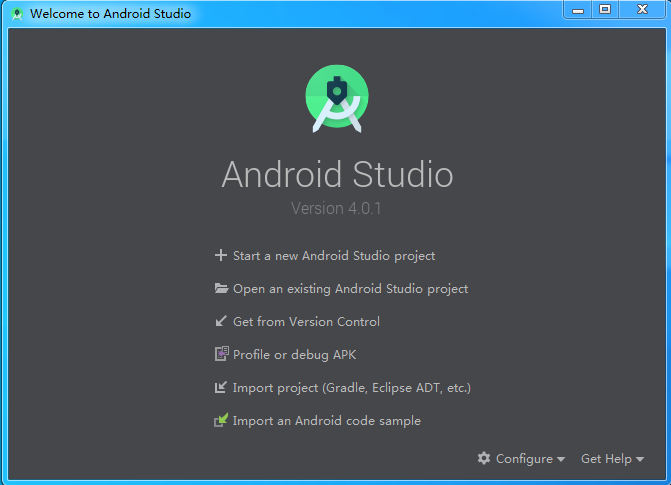 Welcome to Android Studio
Android Studio
Version 4.0.1
Start a new Android Studio project
Open an existing Android Studio project
Get from Version Control
Profile or debug APK
Import project (Gradle, Eclipse ADT, etc.)
Import an Android code sample
Configure
Get Help